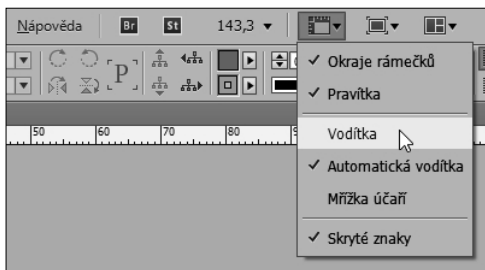 Nápověda Br St 143,3
P
Okraje rámečků
Pravítka
Vodítka
Automatická vodítka
Mřížka účaří
Skryté znaky
50 60 70 80